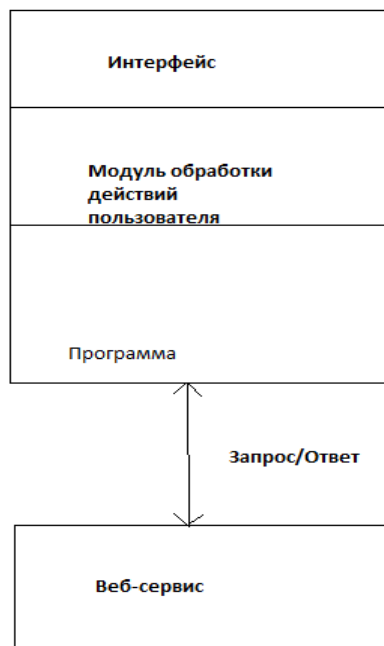 Интерфейс
Модуль обработки
действий
пользователя
Программа
Запрос/Ответ
Веб-сервис